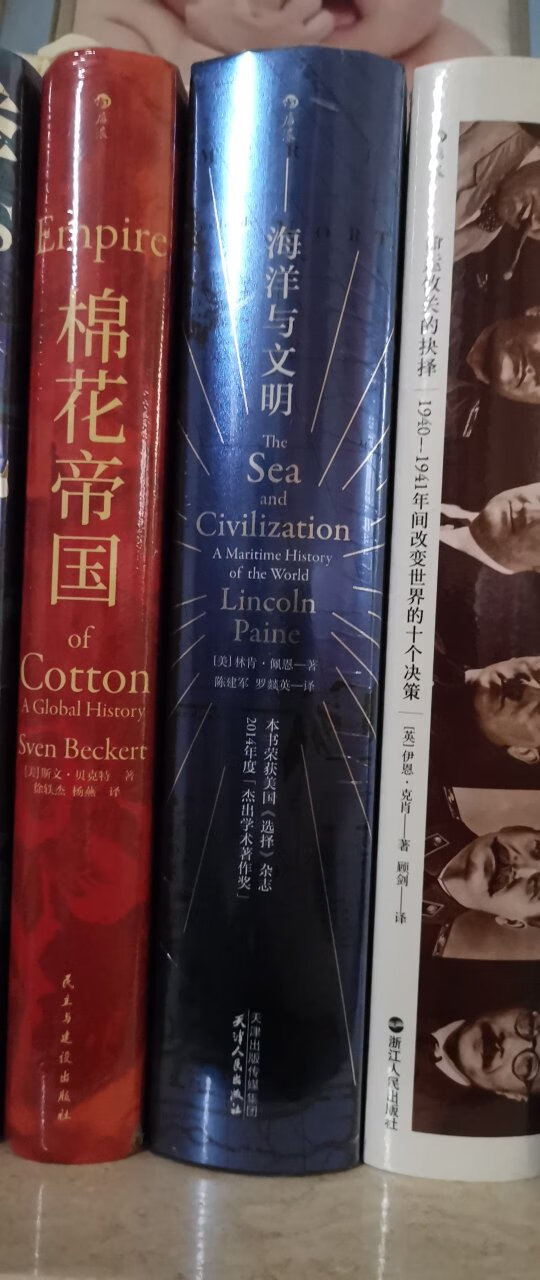 后浪
Empire
棉花帝国
of
Cotton
A Global History
Sven Beckert
[美]斯文·贝克特 著
徐轶杰 杨燕 译
民主与建设出版社
后浪
海洋与文明
The
Sea
and
Civilization
A Maritime History
of the World
Lincoln
Paine
[美]林肯·佩恩—著
陈建军 罗燚英—译
本书荣获美国《选择》杂志
2014年度「杰出学术著作奖」
天津出版传媒集团
天津人民出版社
后浪
命运攸关的抉择
1940—1941年间改变世界的十个决策
[英]伊恩·克肖——著 顾剑——译
浙江人民出版社